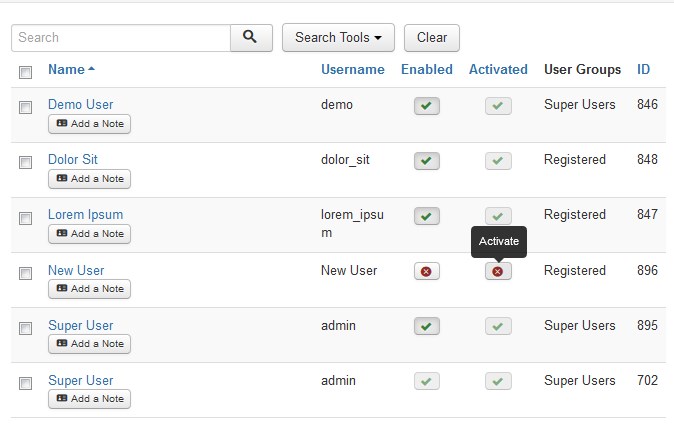 Search
Search Tools
Clear
Name Username Enabled Activated User Groups ID
Demo User demo Super Users 846
Add a Note
Dolor Sit dolor_sit Registered 848
Add a Note
Lorem Ipsum lorem_ipsu Registered 847
m
Add a Note
Activate
New User New User Registered 896
Add a Note
Super User admin Super Users 895
Add a Note
Super User admin Super Users 702
Add a Note